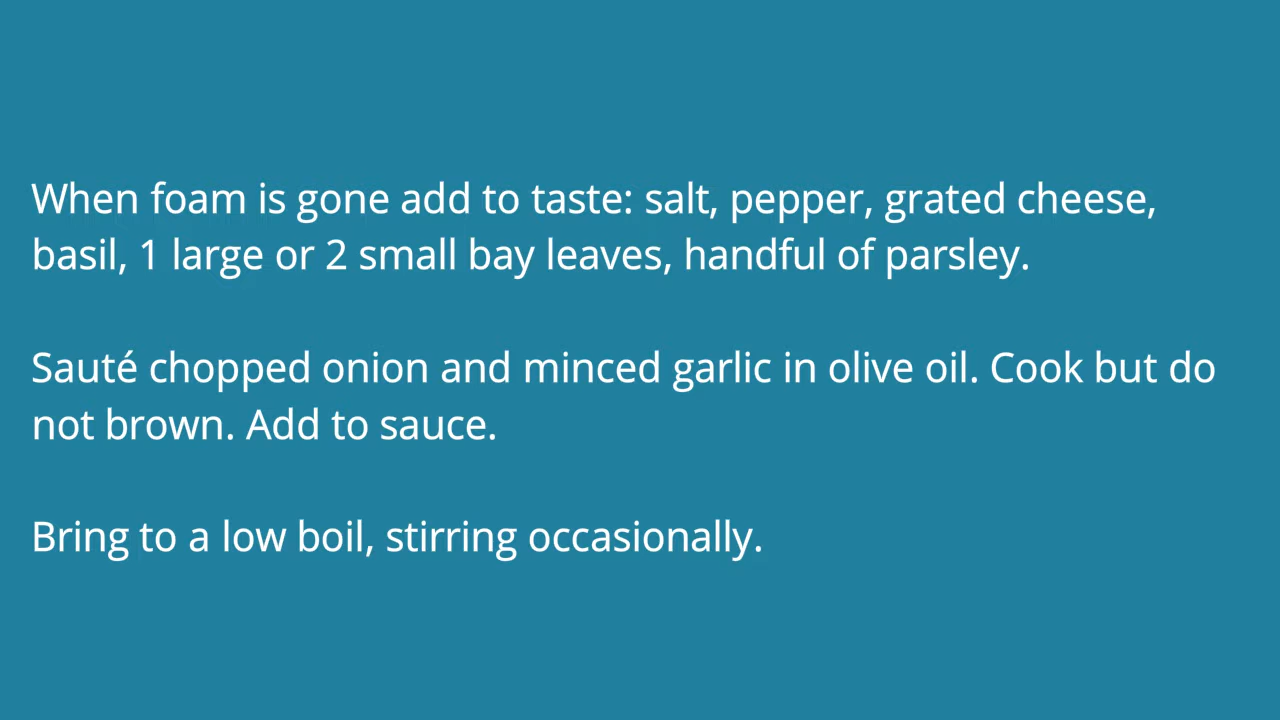 When foam is gone add to taste: salt, pepper, grated cheese,
basil, 1 large or 2 small bay leaves, handful of parsley.
Sauté chopped onion and minced garlic in olive oil. Cook but do
not brown. Add to sauce.
Bring to a low boil, stirring occasionally.